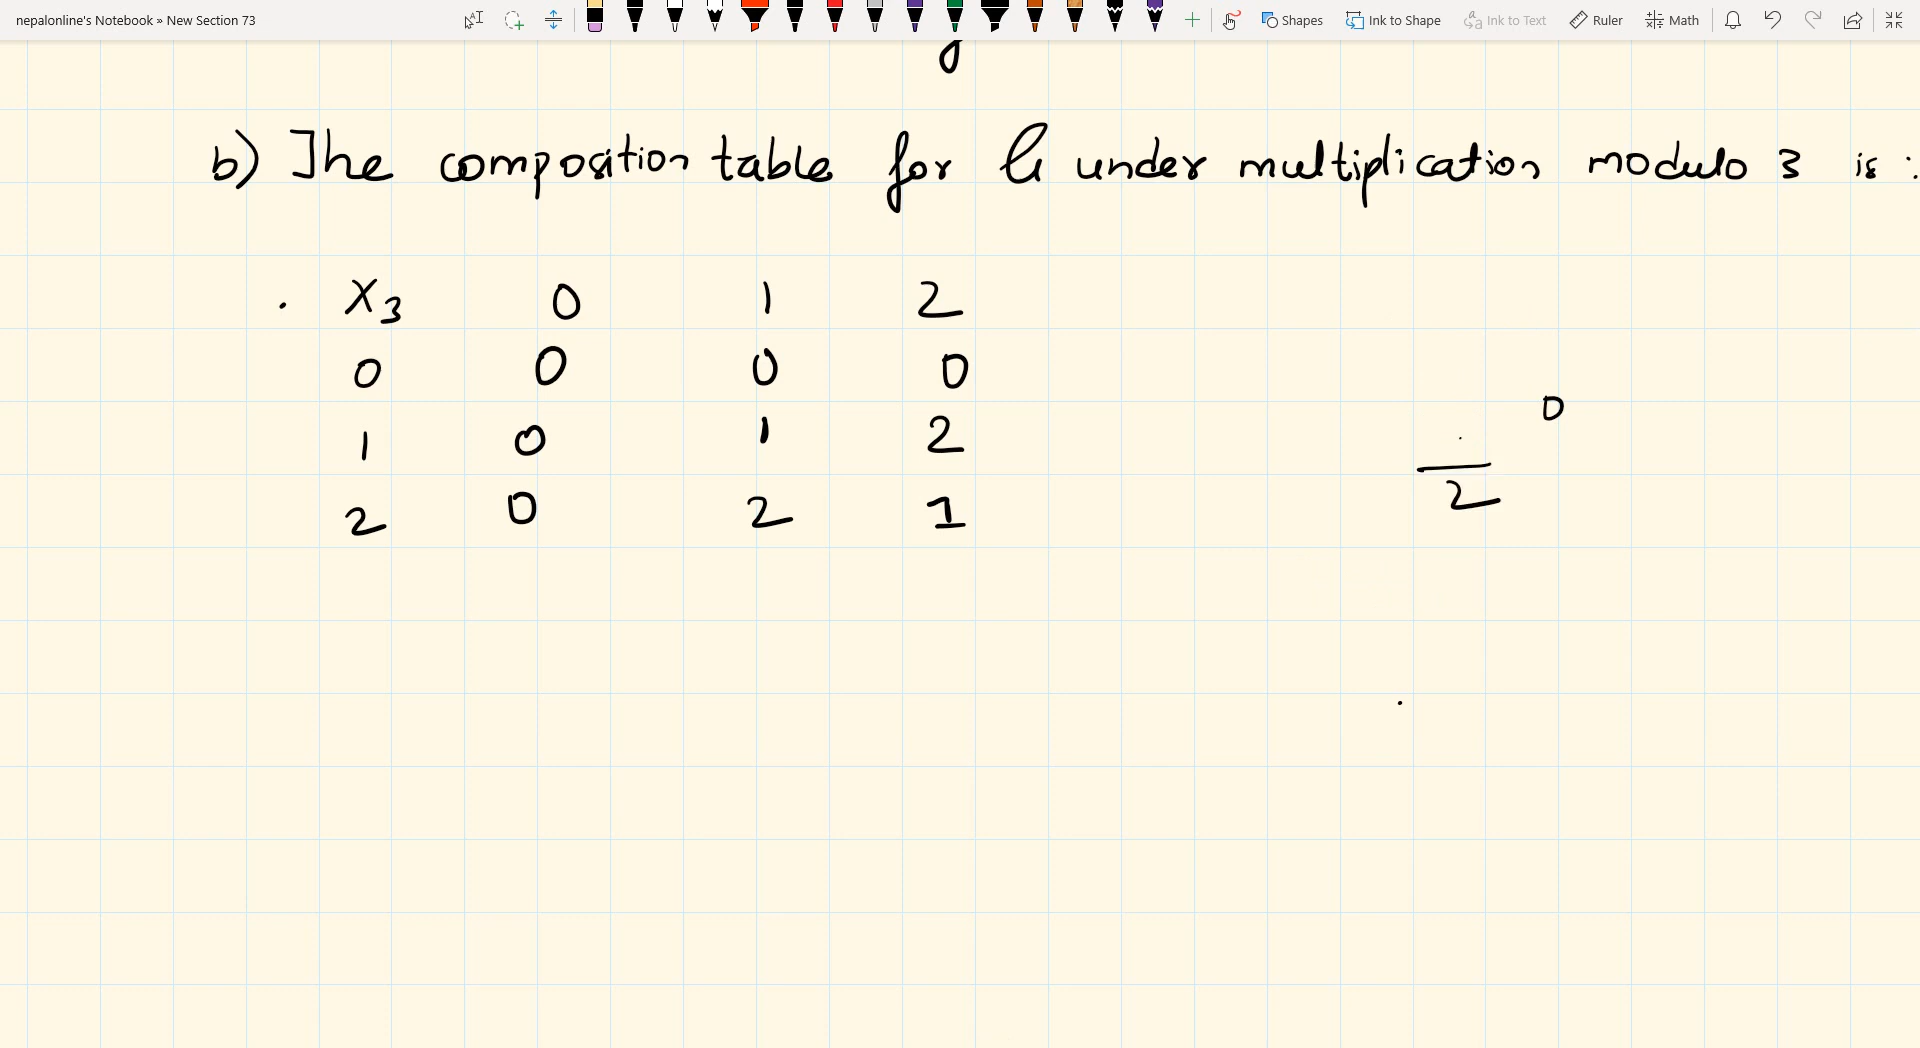 nepalonline's Notebook » New Section 73
Shapes Ink to Shape Ink to Text Ruler Math
b) The composition table for G under multiplication modulo 3 is :
. X3 0 1 2
0 0 0 0
1 0 1 2
2 0 2 1
0
2